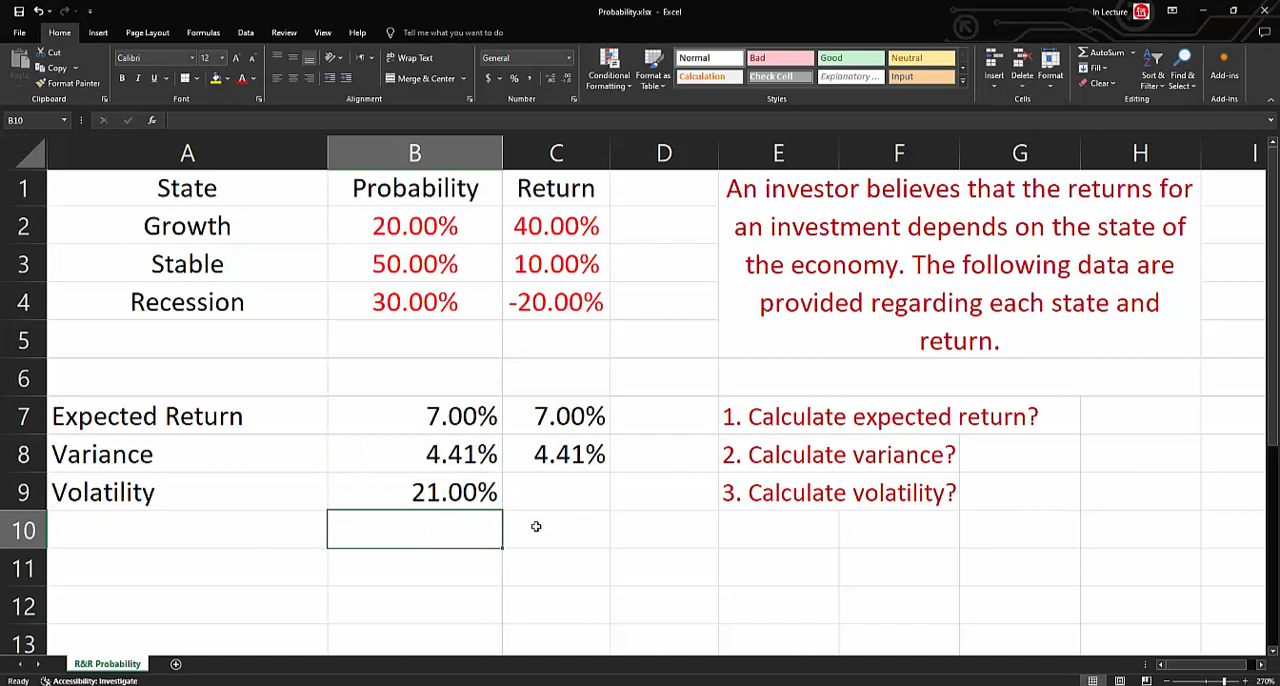 Probability.xlsx - Excel
In Lecture
File Home Insert Page Layout Formulas Data Review View Help Tell me what you want to do
Paste
Cut
Copy
Format Painter
Clipboard
Calibri 12
B I U
Font
Wrap Text
Merge & Center
Alignment
General
$ % ,
Number
Conditional Formatting
Format as Table
Normal Bad Good Neutral
Calculation Check Cell Explanatory ... Input
Styles
Insert Delete Format
Cells
AutoSum
Fill
Clear
Sort & Filter
Find & Select
Editing
Add-ins
Add-ins
B10 fx
A B C D E F G H I
1 State Probability Return An investor believes that the returns for
2 Growth 20.00% 40.00% an investment depends on the state of
3 Stable 50.00% 10.00% the economy. The following data are
4 Recession 30.00% -20.00% provided regarding each state and
5 return.
6
7 Expected Return 7.00% 7.00% 1. Calculate expected return?
8 Variance 4.41% 4.41% 2. Calculate variance?
9 Volatility 21.00% 3. Calculate volatility?
10
11
12
13
R&R Probability
Ready Accessibility: Investigate 270%